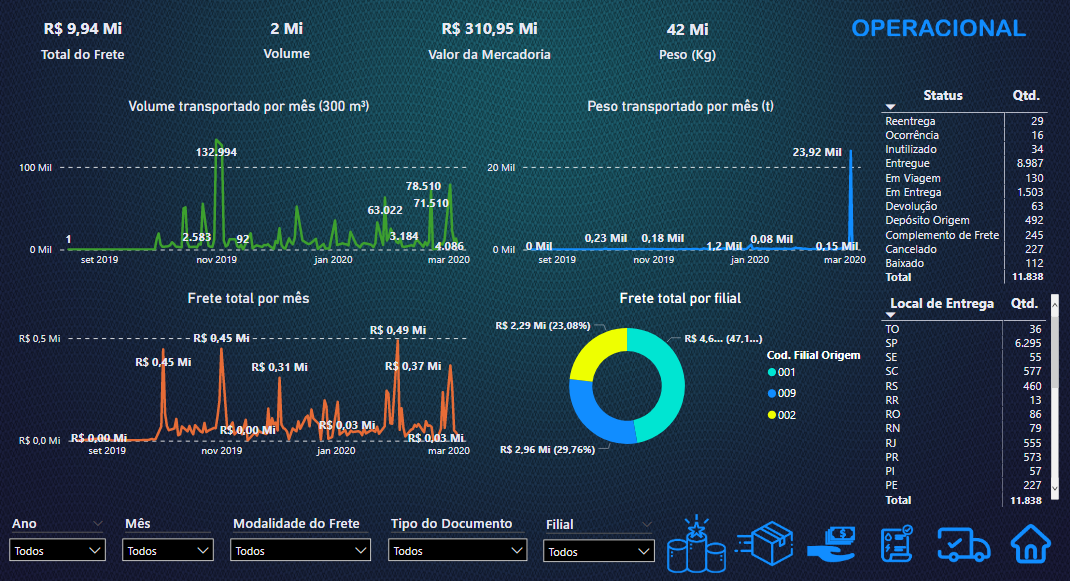 R$ 9,94 Mi
Total do Frete
2 Mi
Volume
R$ 310,95 Mi
Valor da Mercadoria
42 Mi
Peso (Kg)
OPERACIONAL
Volume transportado por mês (300 m³)
100 Mil
0 Mil
1
2.583
132.994
92
63.022
3.184
78.510
71.510
4.086
set 2019
nov 2019
jan 2020
mar 2020
Peso transportado por mês (t)
20 Mil
0 Mil
0 Mil
0,23 Mil
0,18 Mil
1,2 Mil
0,08 Mil
23,92 Mil
0,15 Mil
set 2019
nov 2019
jan 2020
mar 2020
Status Qtd.
Reentrega 29
Ocorrência 16
Inutilizado 34
Entregue 8.987
Em Viagem 130
Em Entrega 1.503
Devolução 63
Depósito Origem 492
Complemento de Frete 245
Cancelado 227
Baixado 112
Total 11.838
Frete total por mês
R$ 0,5 Mi
R$ 0,0 Mi
R$ 0,00 Mi
R$ 0,45 Mi
R$ 0,45 Mi
R$ 0,00 Mi
R$ 0,31 Mi
R$ 0,03 Mi
R$ 0,49 Mi
R$ 0,37 Mi
R$ 0,03 Mi
set 2019
nov 2019
jan 2020
mar 2020
Frete total por filial
R$ 2,29 Mi (23,08%)
R$ 4,6... (47,1...)
R$ 2,96 Mi (29,76%)
Cod. Filial Origem
001
009
002
Local de Entrega Qtd.
TO 36
SP 6.295
SE 55
SC 577
RS 460
RR 13
RO 86
RN 79
RJ 555
PR 573
PI 57
PE 227
Total 11.838
Ano
Todos
Mês
Todos
Modalidade do Frete
Todos
Tipo do Documento
Todos
Filial
Todos